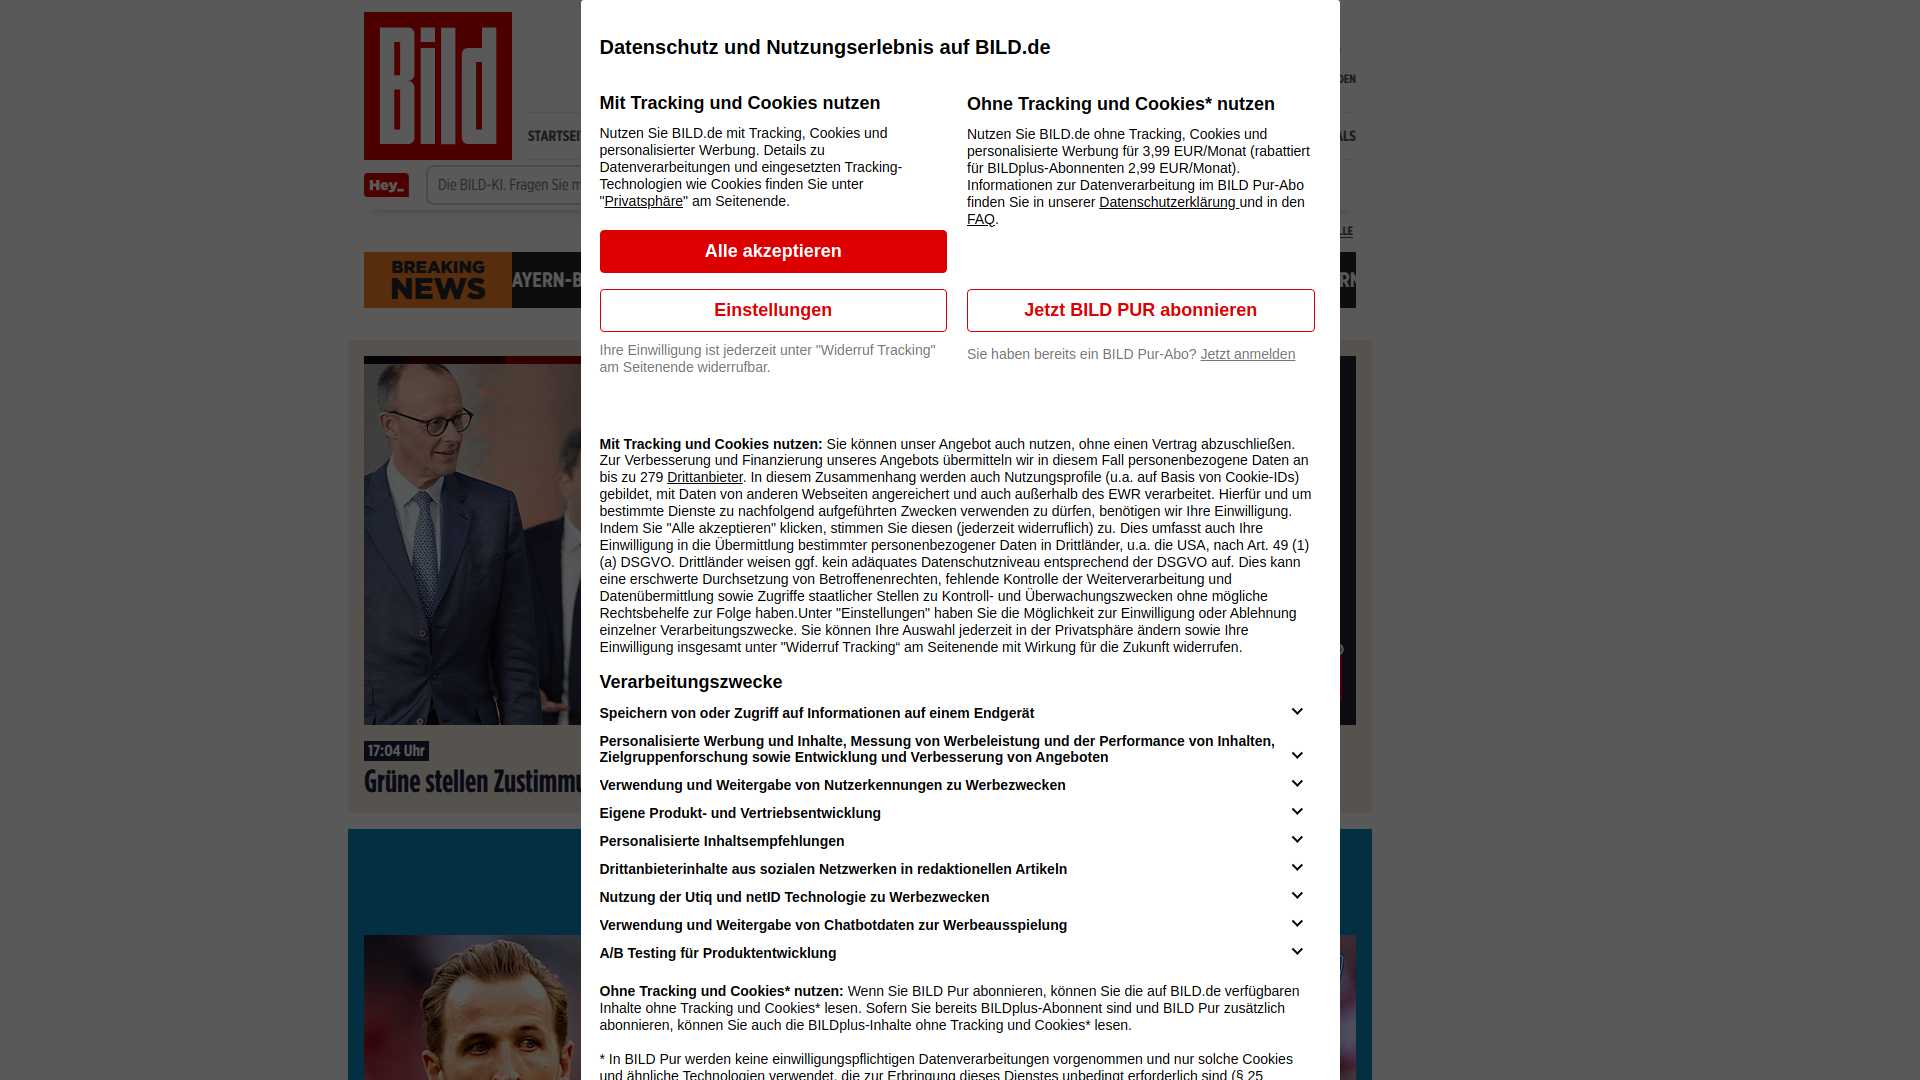 Bild
Datenschutz und Nutzungserlebnis auf BILD.de
Mit Tracking und Cookies nutzen
Nutzen Sie BILD.de mit Tracking, Cookies und
personalisierter Werbung. Details zu
Datenverarbeitungen und eingesetzten Tracking-
Technologien wie Cookies finden Sie unter
"Privatsphäre" am Seitenende.
Alle akzeptieren
Einstellungen
Ihre Einwilligung ist jederzeit unter "Widerruf Tracking"
am Seitenende widerrufbar.
Ohne Tracking und Cookies* nutzen
Nutzen Sie BILD.de ohne Tracking, Cookies und
personalisierte Werbung für 3,99 EUR/Monat (rabattiert
für BILDplus-Abonnenten 2,99 EUR/Monat).
Informationen zur Datenverarbeitung im BILD Pur-Abo
finden Sie in unserer Datenschutzerklärung und in den
FAQ.
Jetzt BILD PUR abonnieren
Sie haben bereits ein BILD Pur-Abo? Jetzt anmelden
Mit Tracking und Cookies nutzen: Sie können unser Angebot auch nutzen, ohne einen Vertrag abzuschließen.
Zur Verbesserung und Finanzierung unseres Angebots übermitteln wir in diesem Fall personenbezogene Daten an
bis zu 279 Drittanbieter. In diesem Zusammenhang werden auch Nutzungsprofile (u.a. auf Basis von Cookie-IDs)
gebildet, mit Daten von anderen Webseiten angereichert und auch außerhalb des EWR verarbeitet. Hierfür und um
bestimmte Dienste zu nachfolgend aufgeführten Zwecken verwenden zu dürfen, benötigen wir Ihre Einwilligung.
Indem Sie "Alle akzeptieren" klicken, stimmen Sie diesen (jederzeit widerruflich) zu. Dies umfasst auch Ihre
Einwilligung in die Übermittlung bestimmter personenbezogener Daten in Drittländer, u.a. die USA, nach Art. 49 (1)
(a) DSGVO. Drittländer weisen ggf. kein adäquates Datenschutzniveau entsprechend der DSGVO auf. Dies kann
eine erschwerte Durchsetzung von Betroffenenrechten, fehlende Kontrolle der Weiterverarbeitung und
Datenübermittlung sowie Zugriffe staatlicher Stellen zu Kontroll- und Überwachungszwecken ohne mögliche
Rechtsbehelfe zur Folge haben.Unter "Einstellungen" haben Sie die Möglichkeit zur Einwilligung oder Ablehnung
einzelner Verarbeitungszwecke. Sie können Ihre Auswahl jederzeit in der Privatsphäre ändern sowie Ihre
Einwilligung insgesamt unter "Widerruf Tracking“ am Seitenende mit Wirkung für die Zukunft widerrufen.
Verarbeitungszwecke
Speichern von oder Zugriff auf Informationen auf einem Endgerät
Personalisierte Werbung und Inhalte, Messung von Werbeleistung und der Performance von Inhalten,
Zielgruppenforschung sowie Entwicklung und Verbesserung von Angeboten
Verwendung und Weitergabe von Nutzerkennungen zu Werbezwecken
Eigene Produkt- und Vertriebsentwicklung
Personalisierte Inhaltsempfehlungen
Drittanbieterinhalte aus sozialen Netzwerken in redaktionellen Artikeln
Nutzung der Utiq und netID Technologie zu Werbezwecken
Verwendung und Weitergabe von Chatbotdaten zur Werbeausspielung
A/B Testing für Produktentwicklung
Ohne Tracking und Cookies* nutzen: Wenn Sie BILD Pur abonnieren, können Sie die auf BILD.de verfügbaren
Inhalte ohne Tracking und Cookies* lesen. Sofern Sie bereits BILDplus-Abonnent sind und BILD Pur zusätzlich
abonnieren, können Sie auch die BILDplus-Inhalte ohne Tracking und Cookies* lesen.
* In BILD Pur werden keine einwilligungspflichtigen Datenverarbeitungen vorgenommen und nur solche Cookies
und ähnliche Technologien verwendet, die zur Erbringung dieses Dienstes unbedingt erforderlich sind (§ 25
STARTSEI
Hey_
Die BILD-KI. Fragen Sie m
BREAKING
NEWS
AYERN-B
17:04 Uhr
Grüne stellen Zustimmu
DEN
ALS
LLE
ERN